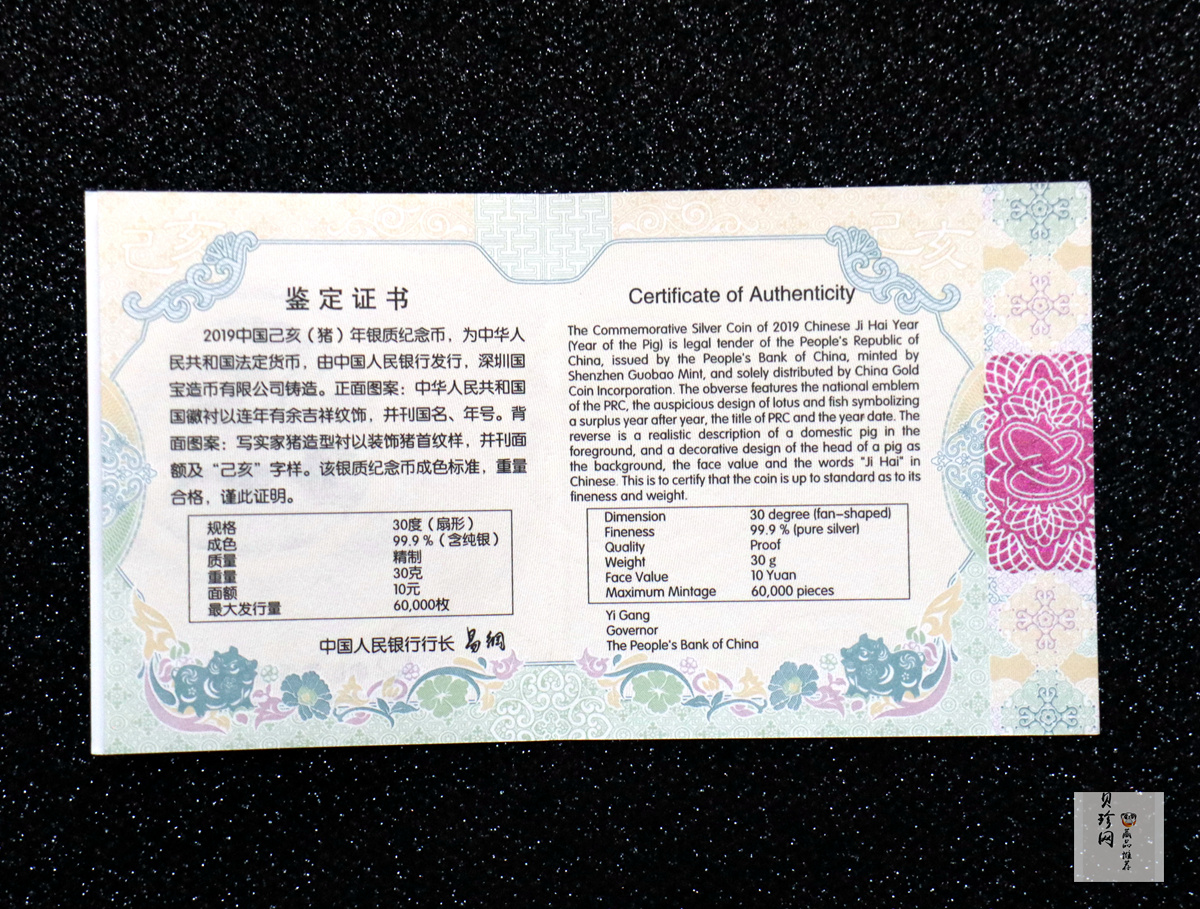 己亥
己亥
鉴定证书
2019中国己亥（猪）年银质纪念币，为中华人
民共和国法定货币，由中国人民银行发行，深圳国
宝造币有限公司铸造。正面图案：中华人民共和国
国徽衬以连年有余吉祥纹饰，并刊国名、年号。背
面图案：写实家猪造型衬以装饰猪首纹样，并刊面
额及“己亥”字样。该银质纪念币成色标准，重量
合格，谨此证明。
规格 30度（扇形）
成色 99.9％（含纯银）
质量 精制
重量 30克
面额 10元
最大发行量 60,000枚
中国人民银行行长 易綱
Certificate of Authenticity
The Commemorative Silver Coin of 2019 Chinese Ji Hai Year
(Year of the Pig) is legal tender of the People's Republic of
China, issued by the People's Bank of China, minted by
Shenzhen Guobao Mint, and solely distributed by China Gold
Coin Incorporation. The obverse features the national emblem
of the PRC, the auspicious design of lotus and fish symbolizing
a surplus year after year, the title of PRC and the year date. The
reverse is a realistic description of a domestic pig in the
foreground, and a decorative design of the head of a pig as
the background, the face value and the words "Ji Hai" in
Chinese. This is to certify that the coin is up to standard as to its
fineness and weight.
Dimension 30 degree (fan-shaped)
Fineness 99.9 % (pure silver)
Quality Proof
Weight 30 g
Face Value 10 Yuan
Maximum Mintage 60,000 pieces
Yi Gang
Governor
The People's Bank of China
贝珍网
藏品推荐